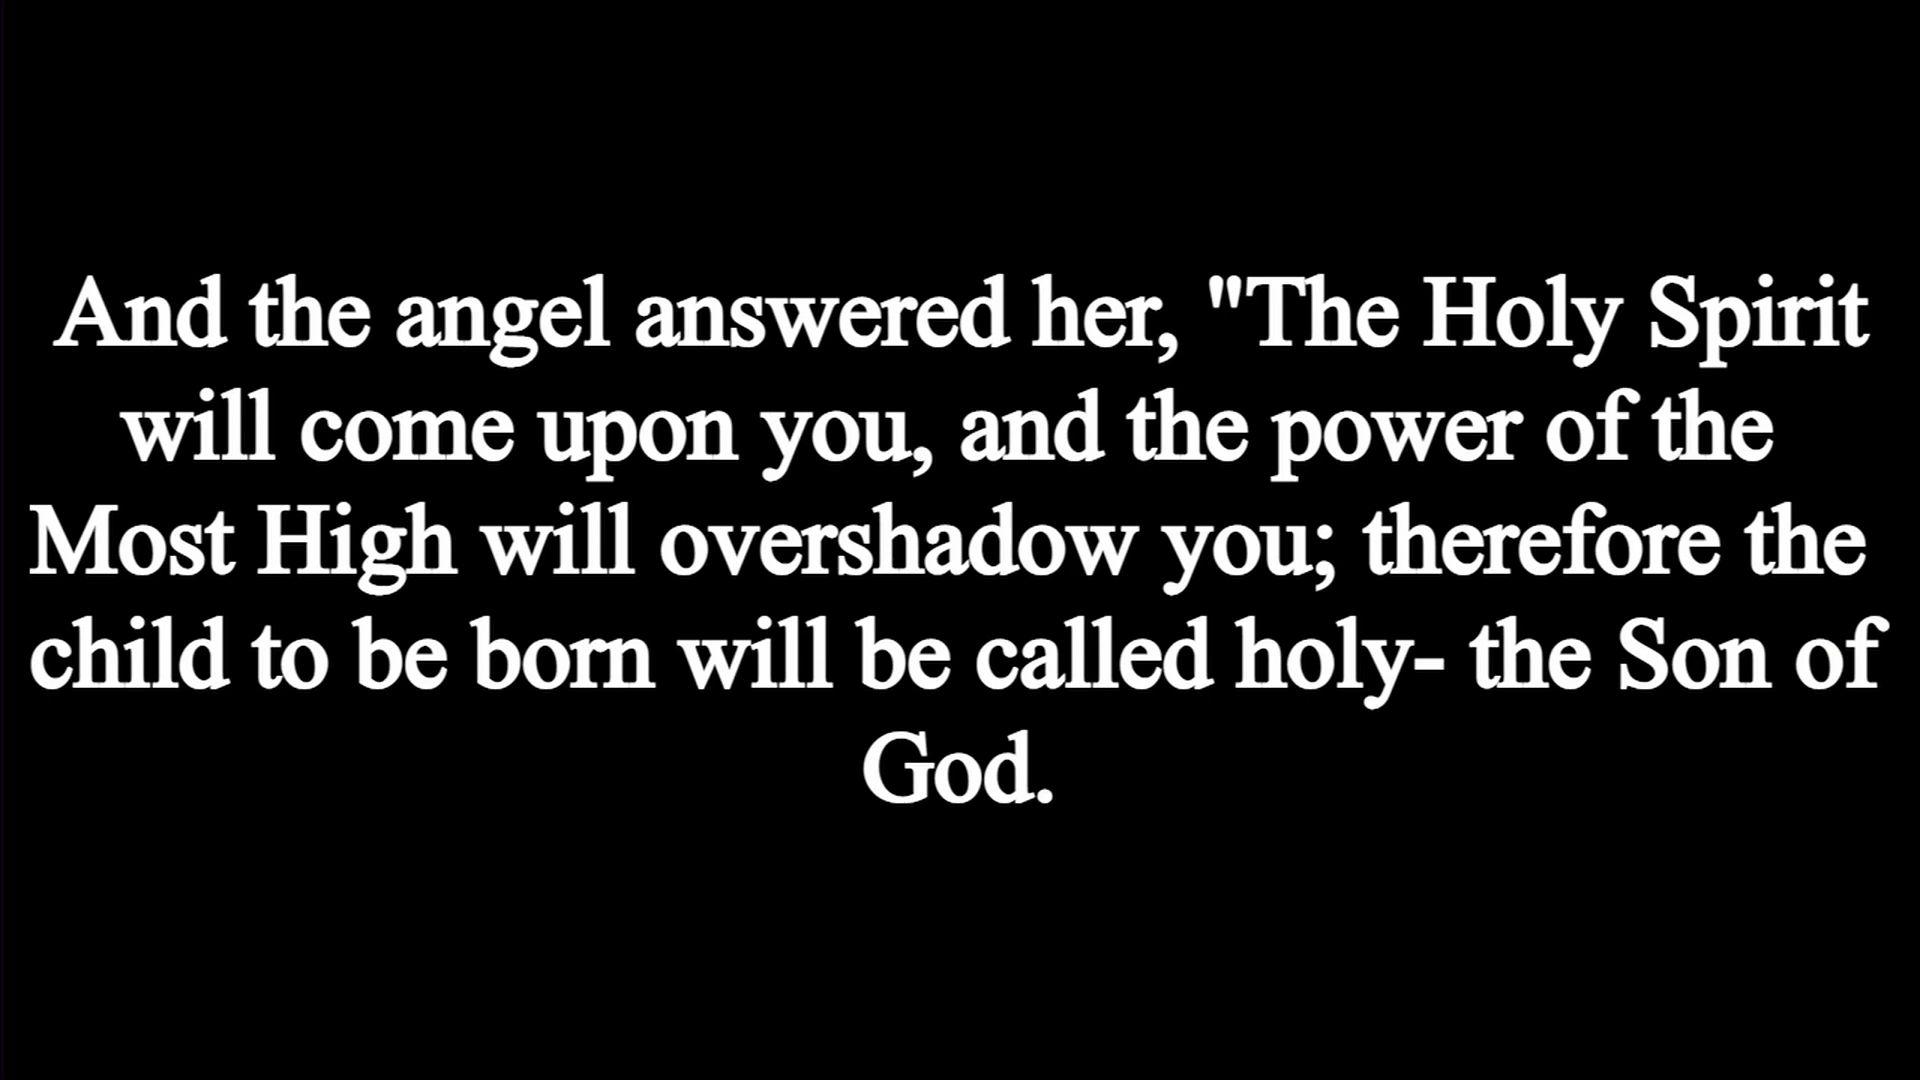 And the angel answered her, "The Holy Spirit
will come upon you, and the power of the
Most High will overshadow you; therefore the
child to be born will be called holy- the Son of
God.